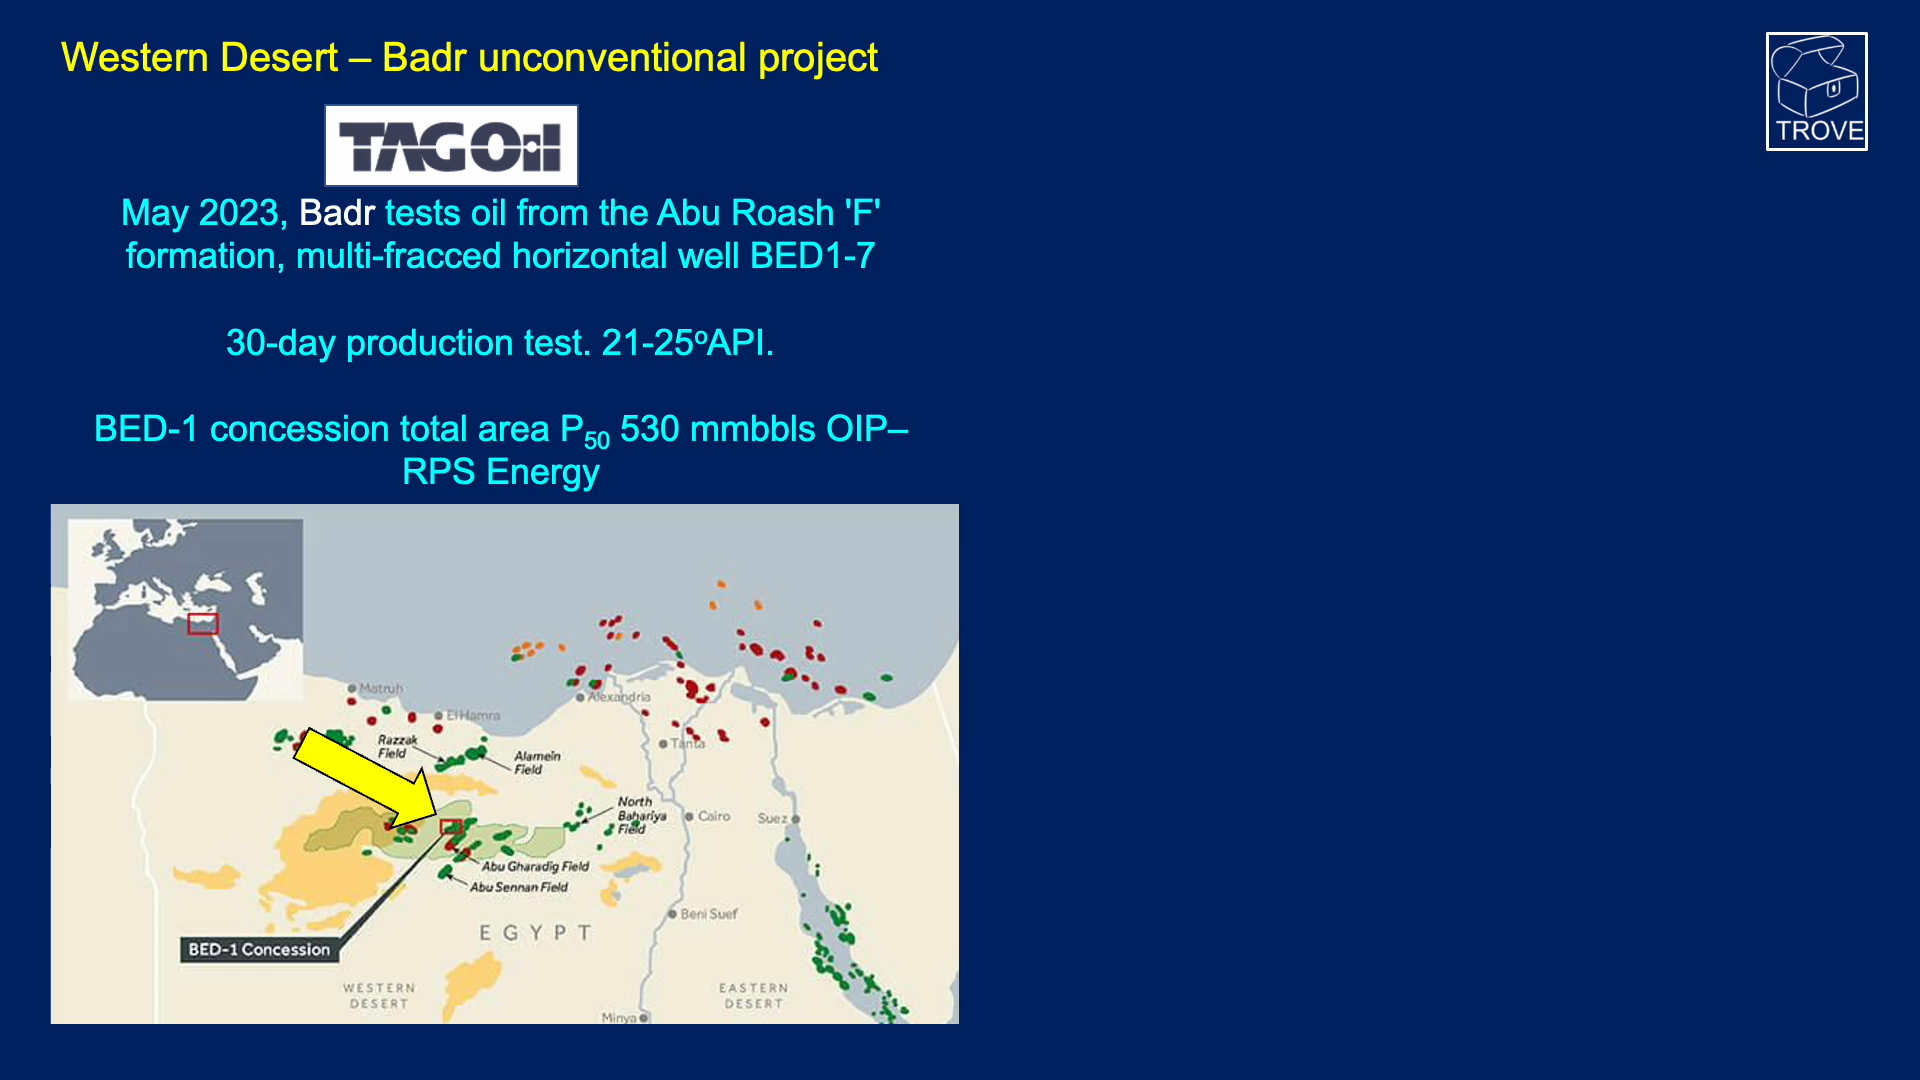 Western Desert – Badr unconventional project
TROVE
TAG Oil
May 2023, Badr tests oil from the Abu Roash 'F'
formation, multi-fracced horizontal well BED1-7
30-day production test. 21-25ºAPI.
BED-1 concession total area P50 530 mmbbls OIP–
RPS Energy
Matruh
El Hamra
Alexandria
Razzak
Field
Alamein
Field
Tanta
North
Bahariya
Field
Cairo
Suez
Abu Gharadig Field
Abu Sennan Field
Beni Suef
EGYPT
BED-1 Concession
WESTERN
DESERT
EASTERN
DESERT
Minya